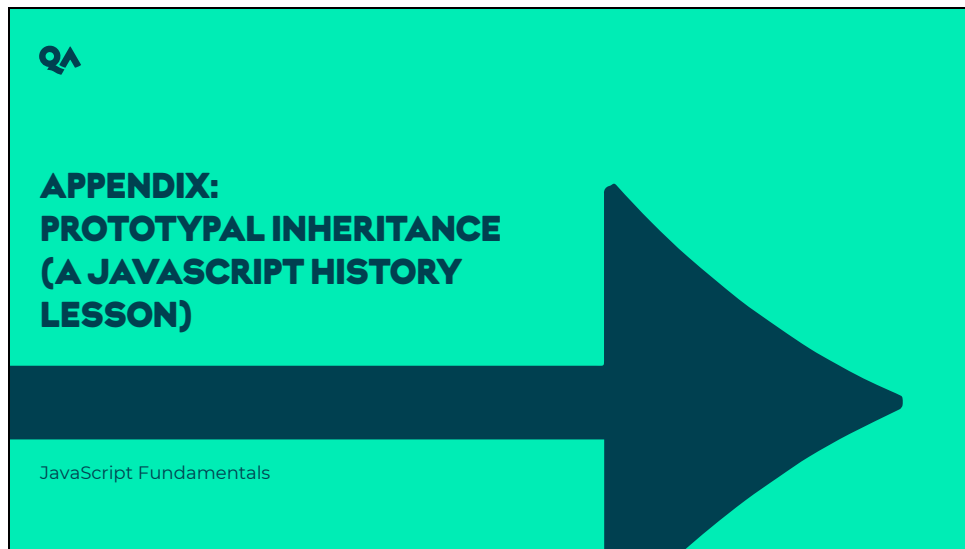 QA
APPENDIX:
PROTOTYPAL INHERITANCE
(A JAVASCRIPT HISTORY
LESSON)
JavaScript Fundamentals